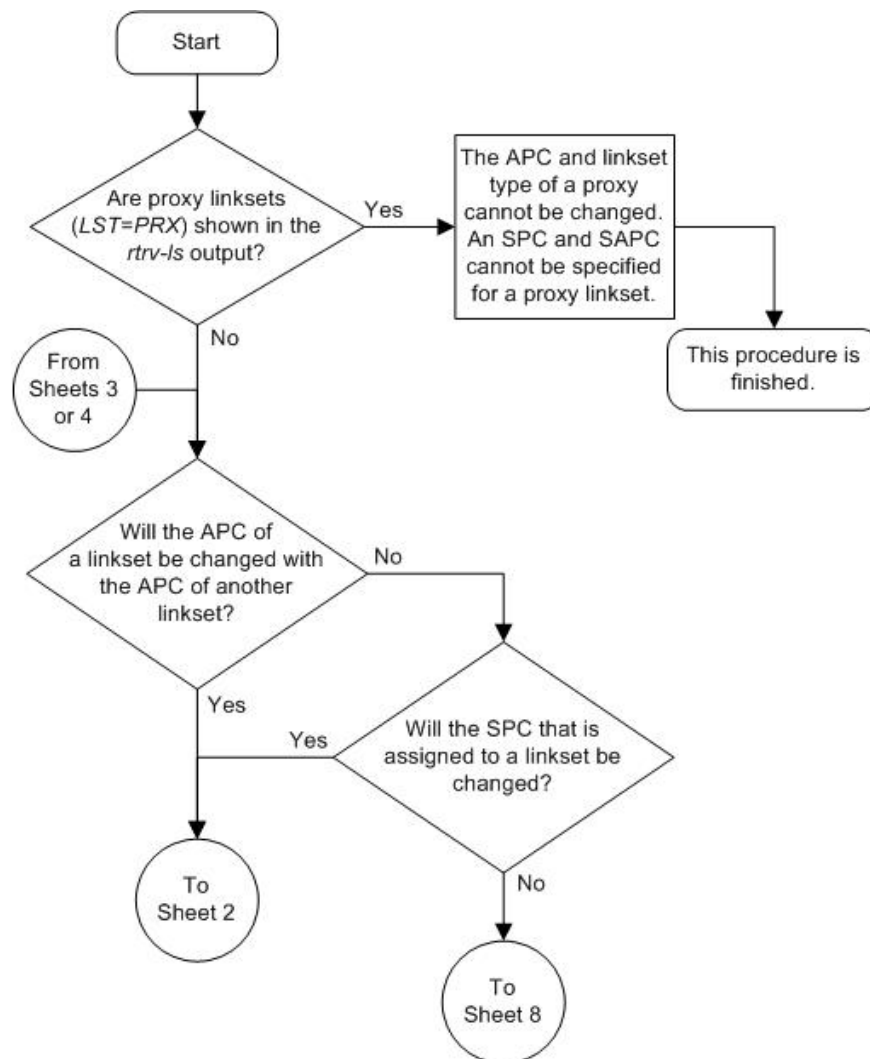 Start
Are proxy linksets
(LST=PRX) shown in the
rtrv-ls output?
Yes
The APC and linkset
type of a proxy
cannot be changed.
An SPC and SAPC
cannot be specified
for a proxy linkset.
This procedure is
finished.
No
From
Sheets 3
or 4
Will the APC of
a linkset be changed with
the APC of another
linkset?
No
Yes
Will the SPC that is
assigned to a linkset be
changed?
Yes
No
To
Sheet 2
To
Sheet 8